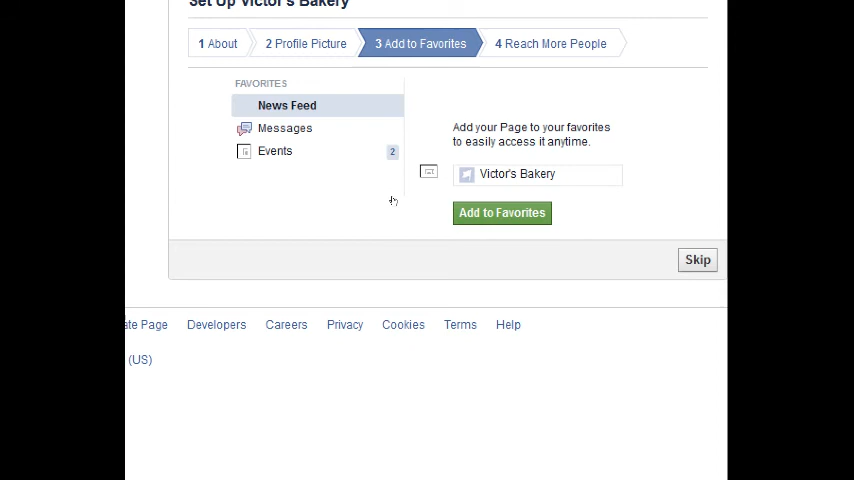 Set Up Victor's Bakery
1 About
2 Profile Picture
3 Add to Favorites
4 Reach More People
FAVORITES
News Feed
Messages
Events
2
Add your Page to your favorites
to easily access it anytime.
Victor's Bakery
Add to Favorites
Skip
ate Page Developers Careers Privacy Cookies Terms Help
(US)